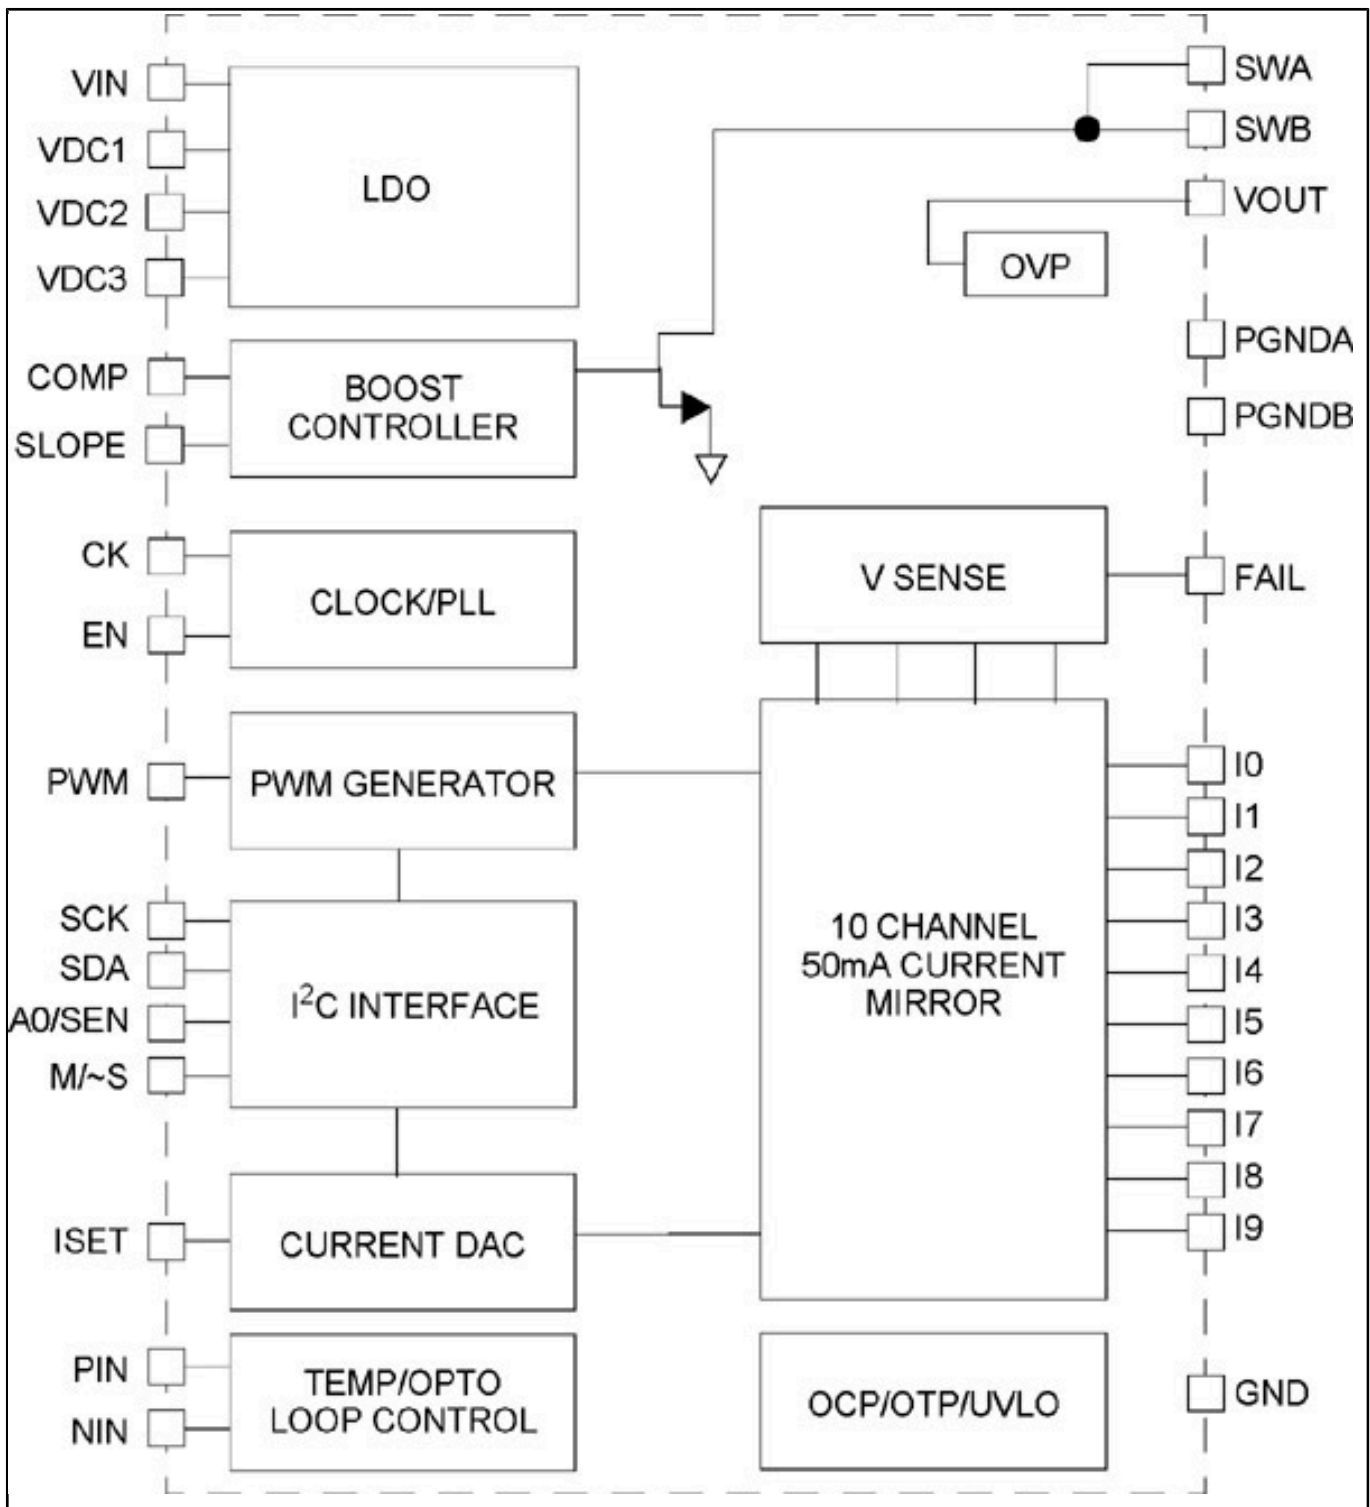 VIN
VDC1
VDC2
VDC3
LDO
SWA
SWB
VOUT
OVP
PGNDA
PGNDB
COMP
SLOPE
BOOST
CONTROLLER
CK
EN
CLOCK/PLL
V SENSE
FAIL
PWM
PWM GENERATOR
SCK
SDA
A0/SEN
M/~S
I²C INTERFACE
10 CHANNEL
50mA CURRENT
MIRROR
I0
I1
I2
I3
I4
I5
I6
I7
I8
I9
ISET
CURRENT DAC
PIN
NIN
TEMP/OPTO
LOOP CONTROL
OCP/OTP/UVLO
GND